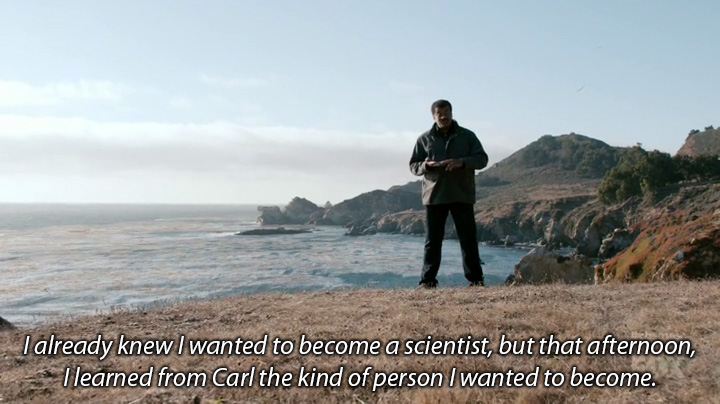 I already knew I wanted to become a scientist, but that afternoon,
I learned from Carl the kind of person I wanted to become.